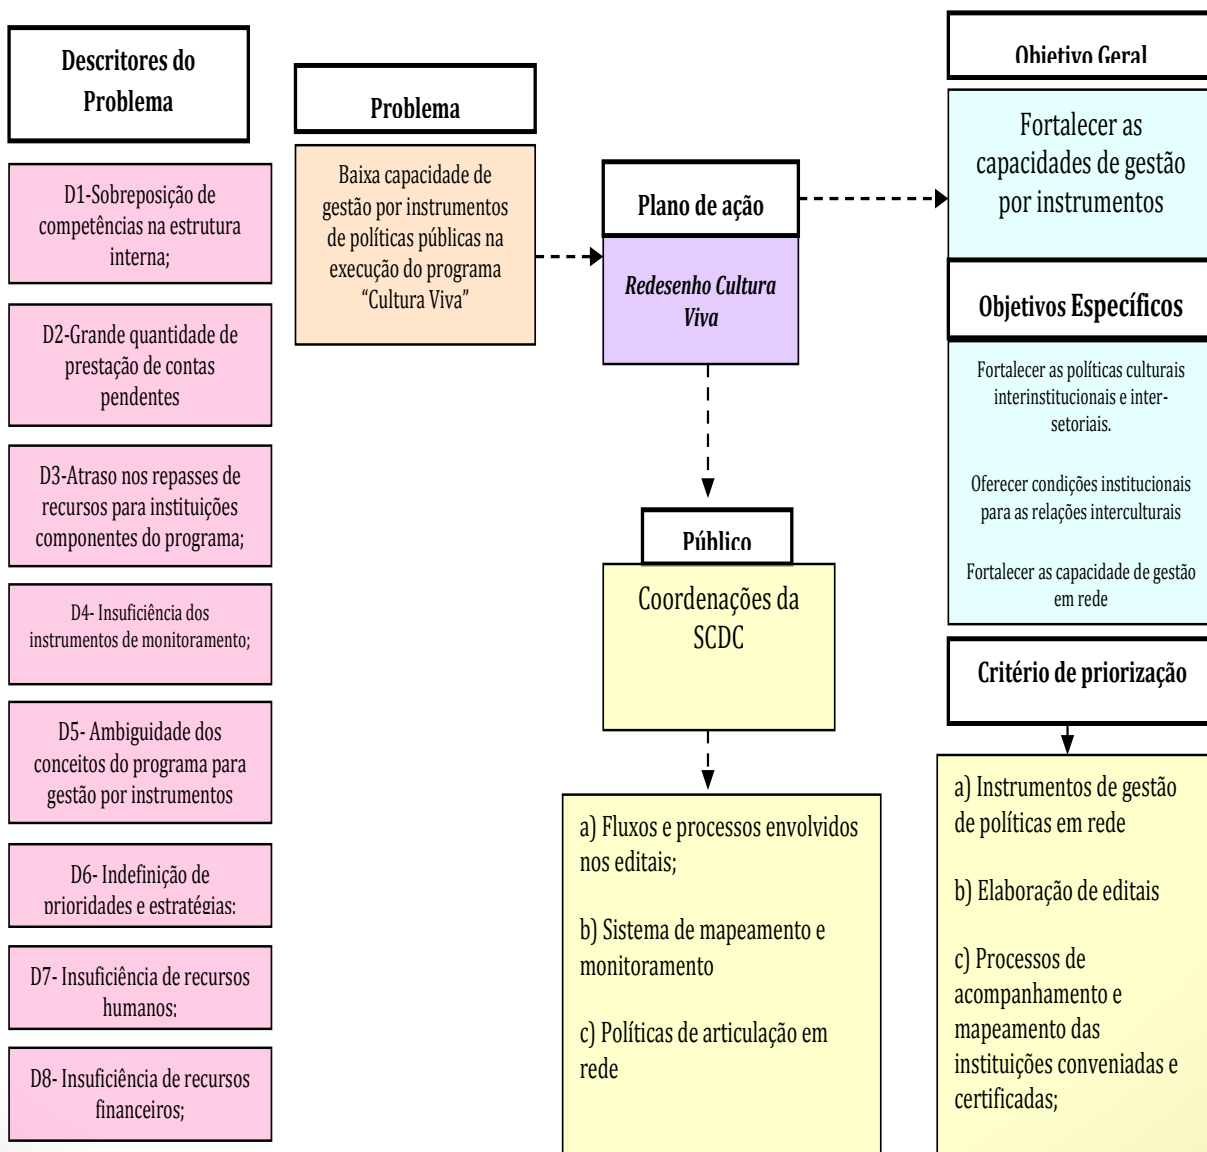 Descritores do
Problema
D1-Sobreposição de
competências na estrutura
interna;
D2-Grande quantidade de
prestação de contas
pendentes
D3-Atraso nos repasses de
recursos para instituições
componentes do programa;
D4- Insuficiência dos
instrumentos de monitoramento;
D5- Ambiguidade dos
conceitos do programa para
gestão por instrumentos
D6- Indefinição de
prioridades e estratégias;
D7- Insuficiência de recursos
humanos;
D8- Insuficiência de recursos
financeiros;
Problema
Baixa capacidade de
gestão por instrumentos
de políticas públicas na
execução do programa
“Cultura Viva”
Plano de ação
Redesenho Cultura
Viva
Público
Coordenações da
SCDC
a) Fluxos e processos envolvidos
nos editais;
b) Sistema de mapeamento e
monitoramento
c) Políticas de articulação em
rede
Objetivo Geral
Fortalecer as
capacidades de gestão
por instrumentos
Objetivos Específicos
Fortalecer as políticas culturais
interinstitucionais e inter-
setoriais.
Oferecer condições institucionais
para as relações interculturais
Fortalecer as capacidade de gestão
em rede
Critério de priorização
a) Instrumentos de gestão
de políticas em rede
b) Elaboração de editais
c) Processos de
acompanhamento e
mapeamento das
instituições conveniadas e
certificadas;